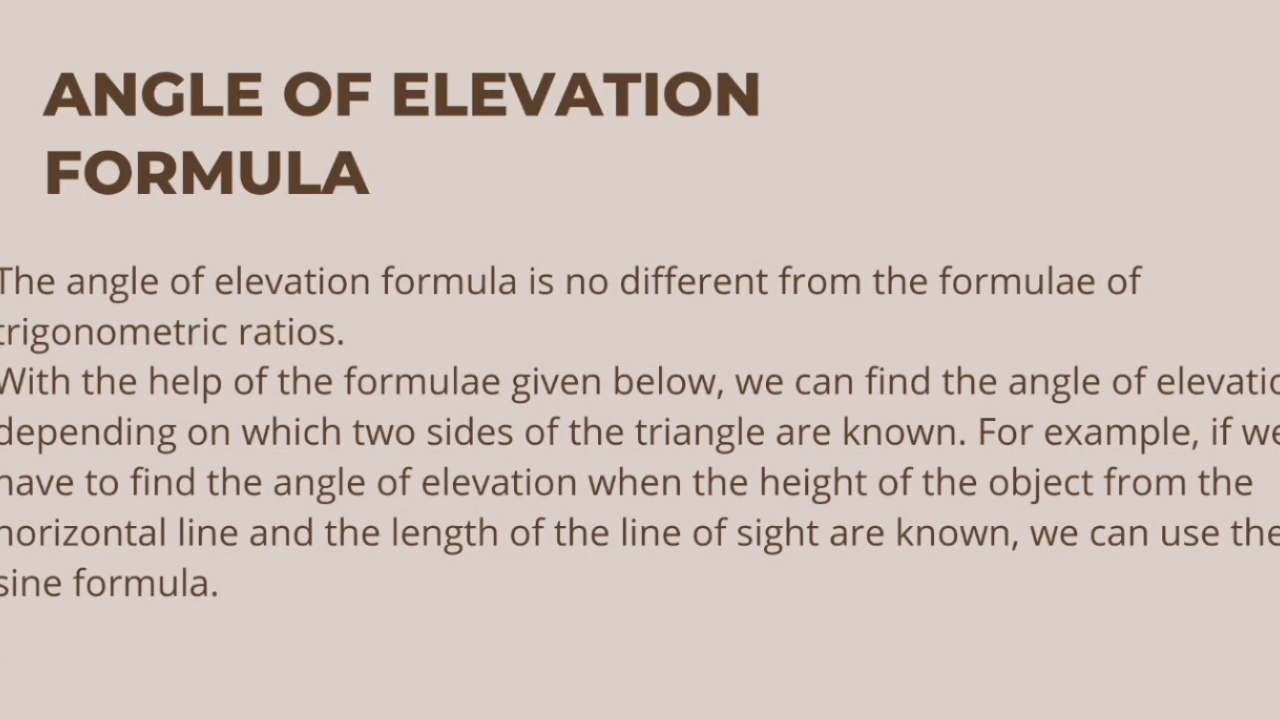 ANGLE OF ELEVATION
FORMULA
The angle of elevation formula is no different from the formulae of
trigonometric ratios.
With the help of the formulae given below, we can find the angle of elevatio
depending on which two sides of the triangle are known. For example, if we
have to find the angle of elevation when the height of the object from the
horizontal line and the length of the line of sight are known, we can use the
sine formula.